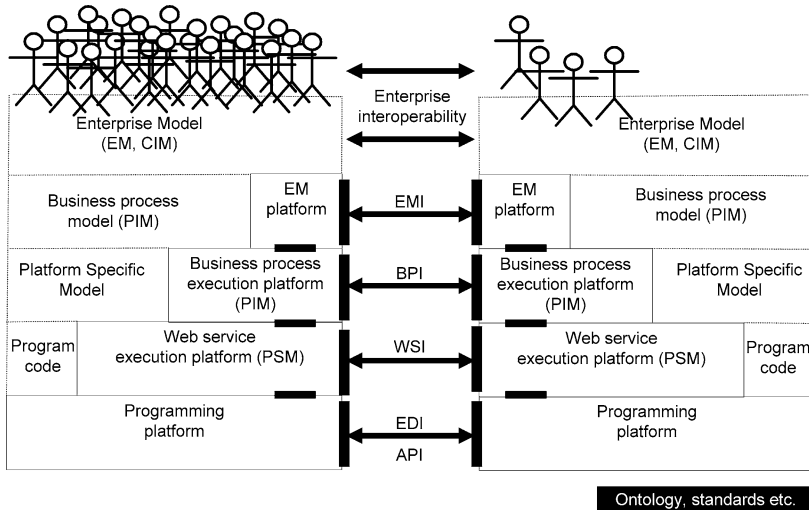 Enterprise
interoperability
Enterprise Model
(EM, CIM)
Enterprise Model
(EM, CIM)
Business process
model (PIM)
EM
platform
EMI
EM
platform
Business process
model (PIM)
Platform Specific
Model
Business process
execution platform
(PIM)
BPI
Business process
execution platform
(PIM)
Platform Specific
Model
Program
code
Web service
execution platform (PSM)
WSI
Web service
execution platform (PSM)
Program
code
Programming
platform
EDI
API
Programming
platform
Ontology, standards etc.